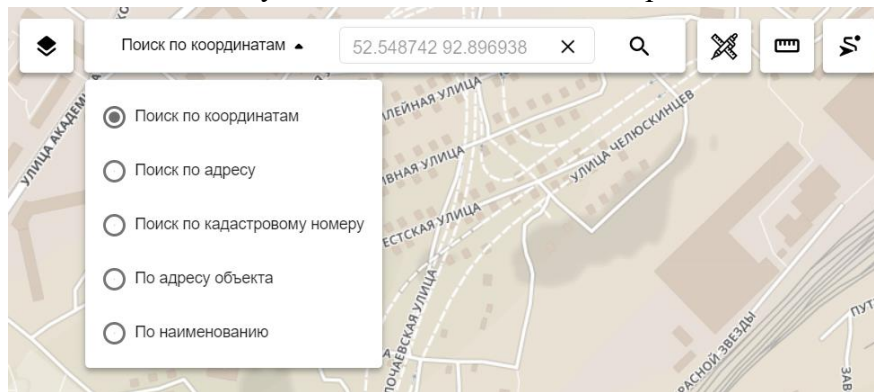 Поиск по координатам
52.548742 92.896938
Поиск по координатам
Поиск по адресу
Поиск по кадастровому номеру
По адресу объекта
По наименованию
УЛИЦА ЧЕЛЮСКИНЦЕВ
УЛИЦА